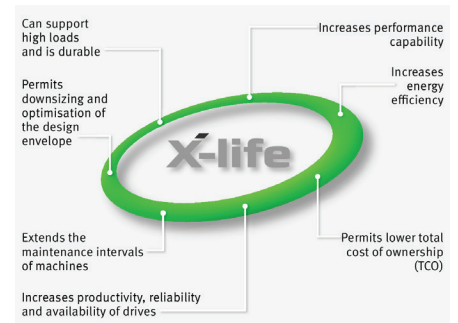 Can support
high loads
and is durable
Increases performance
capability
Increases
energy
efficiency
Permits
downsizing and
optimisation of
the design
envelope
X-life
Extends the
maintenance intervals
of machines
Permits lower total
cost of ownership
(TCO)
Increases productivity, reliability
and availability of drives